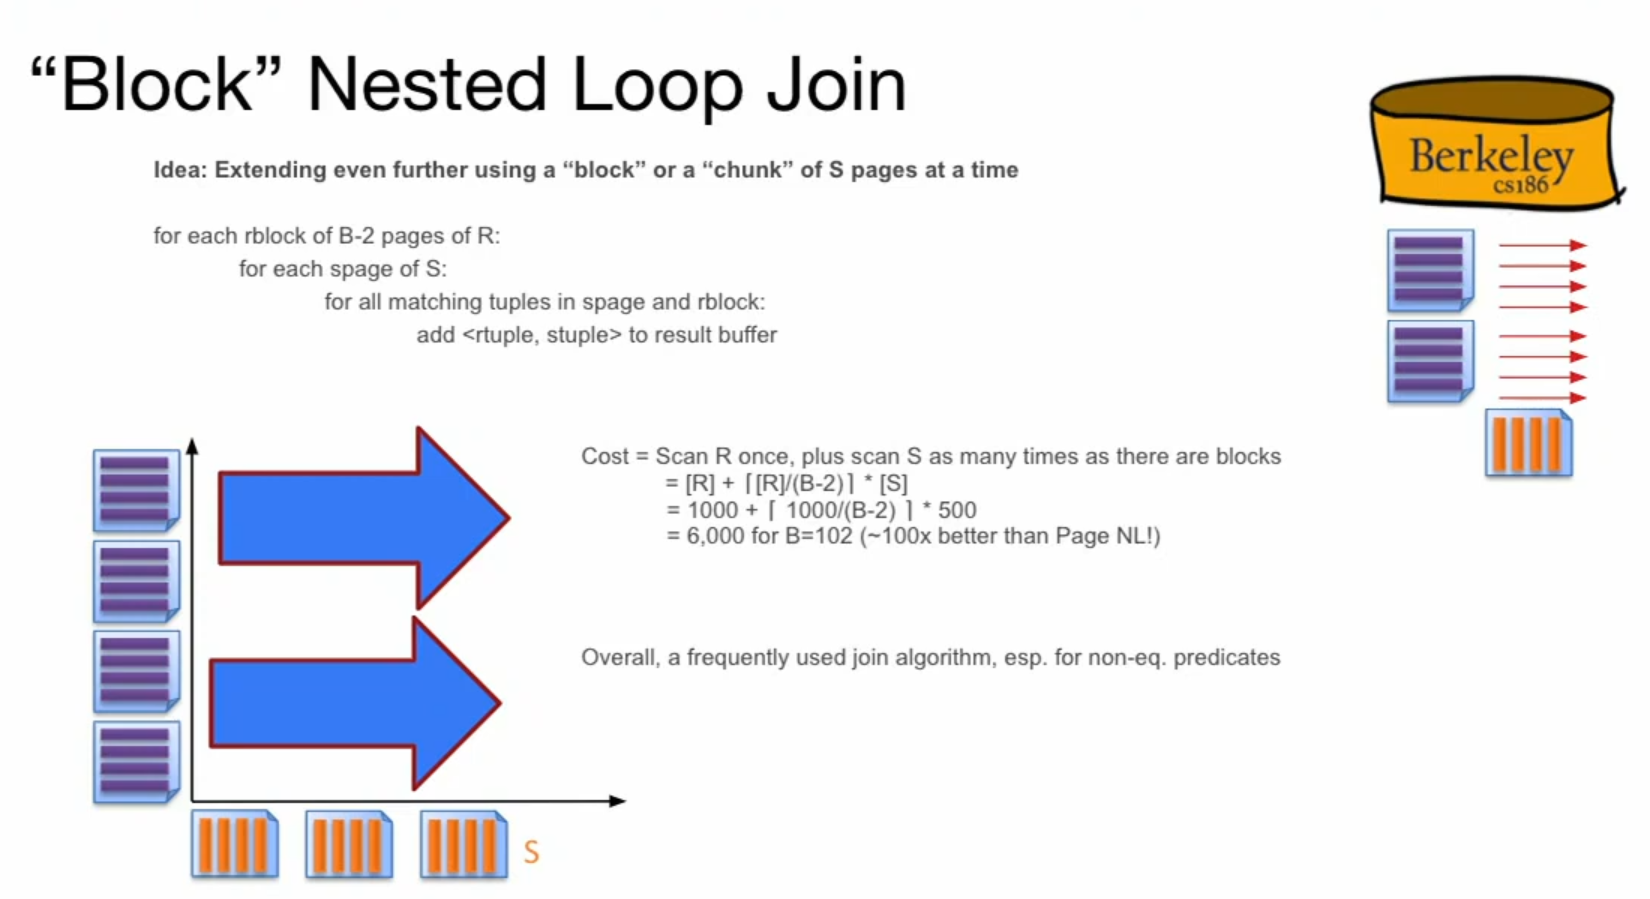 “Block” Nested Loop Join
Berkeley
cs186
Idea: Extending even further using a “block” or a “chunk” of S pages at a time
for each rblock of B-2 pages of R:
for each spage of S:
for all matching tuples in spage and rblock:
add <rtuple, stuple> to result buffer
Cost = Scan R once, plus scan S as many times as there are blocks
= [R] + ⌈[R]/(B-2)⌉ * [S]
= 1000 + ⌈ 1000/(B-2) ⌉ * 500
= 6,000 for B=102 (~100x better than Page NL!)
Overall, a frequently used join algorithm, esp. for non-eq. predicates
S